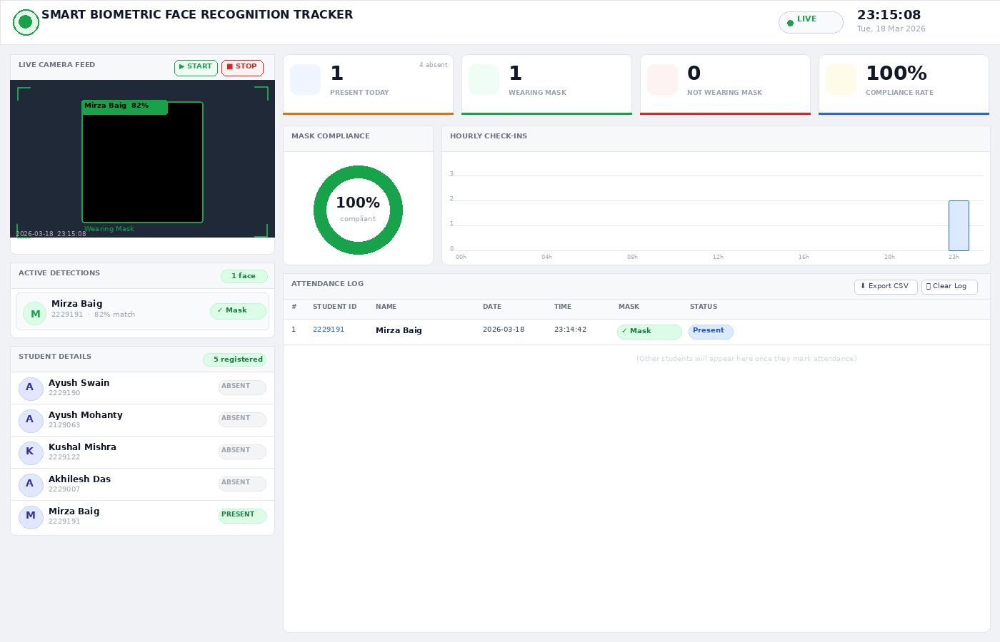 SMART BIOMETRIC FACE RECOGNITION TRACKER
LIVE
23:15:08
Tue, 18 Mar 2026
LIVE CAMERA FEED
▶ START
■ STOP
Mirza Baig 82%
Wearing Mask
2026-03-18 23:15:08
1
PRESENT TODAY
4 absent
1
WEARING MASK
0
NOT WEARING MASK
100%
COMPLIANCE RATE
MASK COMPLIANCE
100%
compliant
HOURLY CHECK-INS
3
2
1
0
00h 04h 08h 12h 16h 20h 23h
ACTIVE DETECTIONS
1 face
M
Mirza Baig
2229191 · 82% match
✓ Mask
STUDENT DETAILS
5 registered
A
Ayush Swain
2229190
ABSENT
A
Ayush Mohanty
2129063
ABSENT
K
Kushal Mishra
2229122
ABSENT
A
Akhilesh Das
2229007
ABSENT
M
Mirza Baig
2229191
PRESENT
ATTENDANCE LOG
⬇ Export CSV
Clear Log
# STUDENT ID NAME DATE TIME MASK STATUS
1 2229191 Mirza Baig 2026-03-18 23:14:42 ✓ Mask Present
(Other students will appear here once they mark attendance)